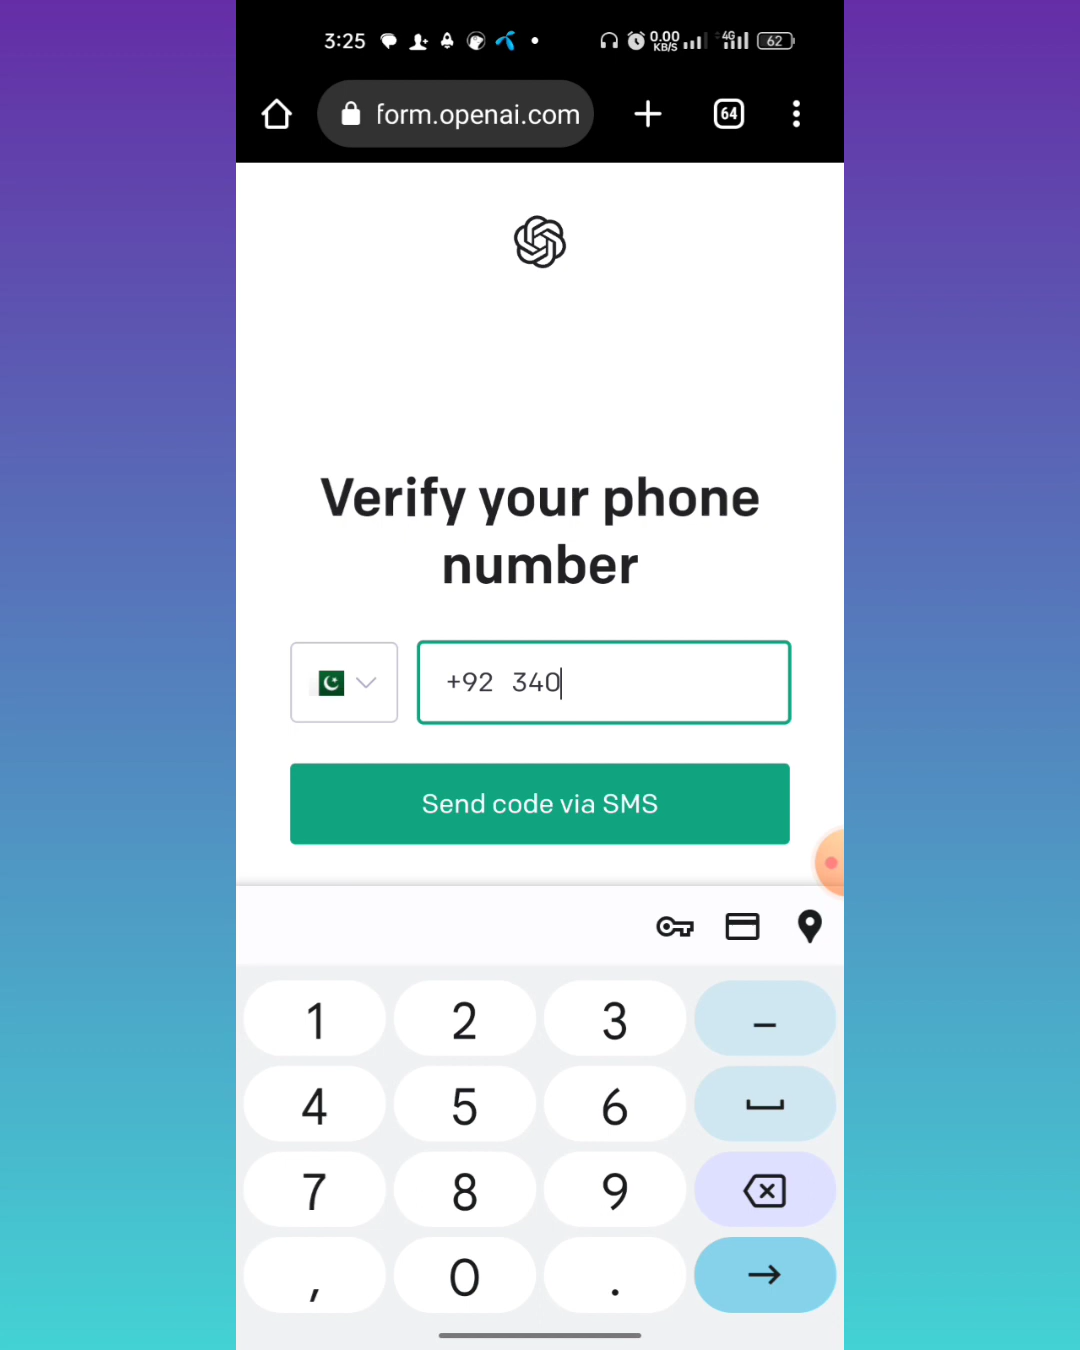 3:25 0.00 KB/S 4G 62
form.openai.com 64
Verify your phone
number
+92 340
Send code via SMS
1 2 3 –
4 5 6
7 8 9
, 0 .